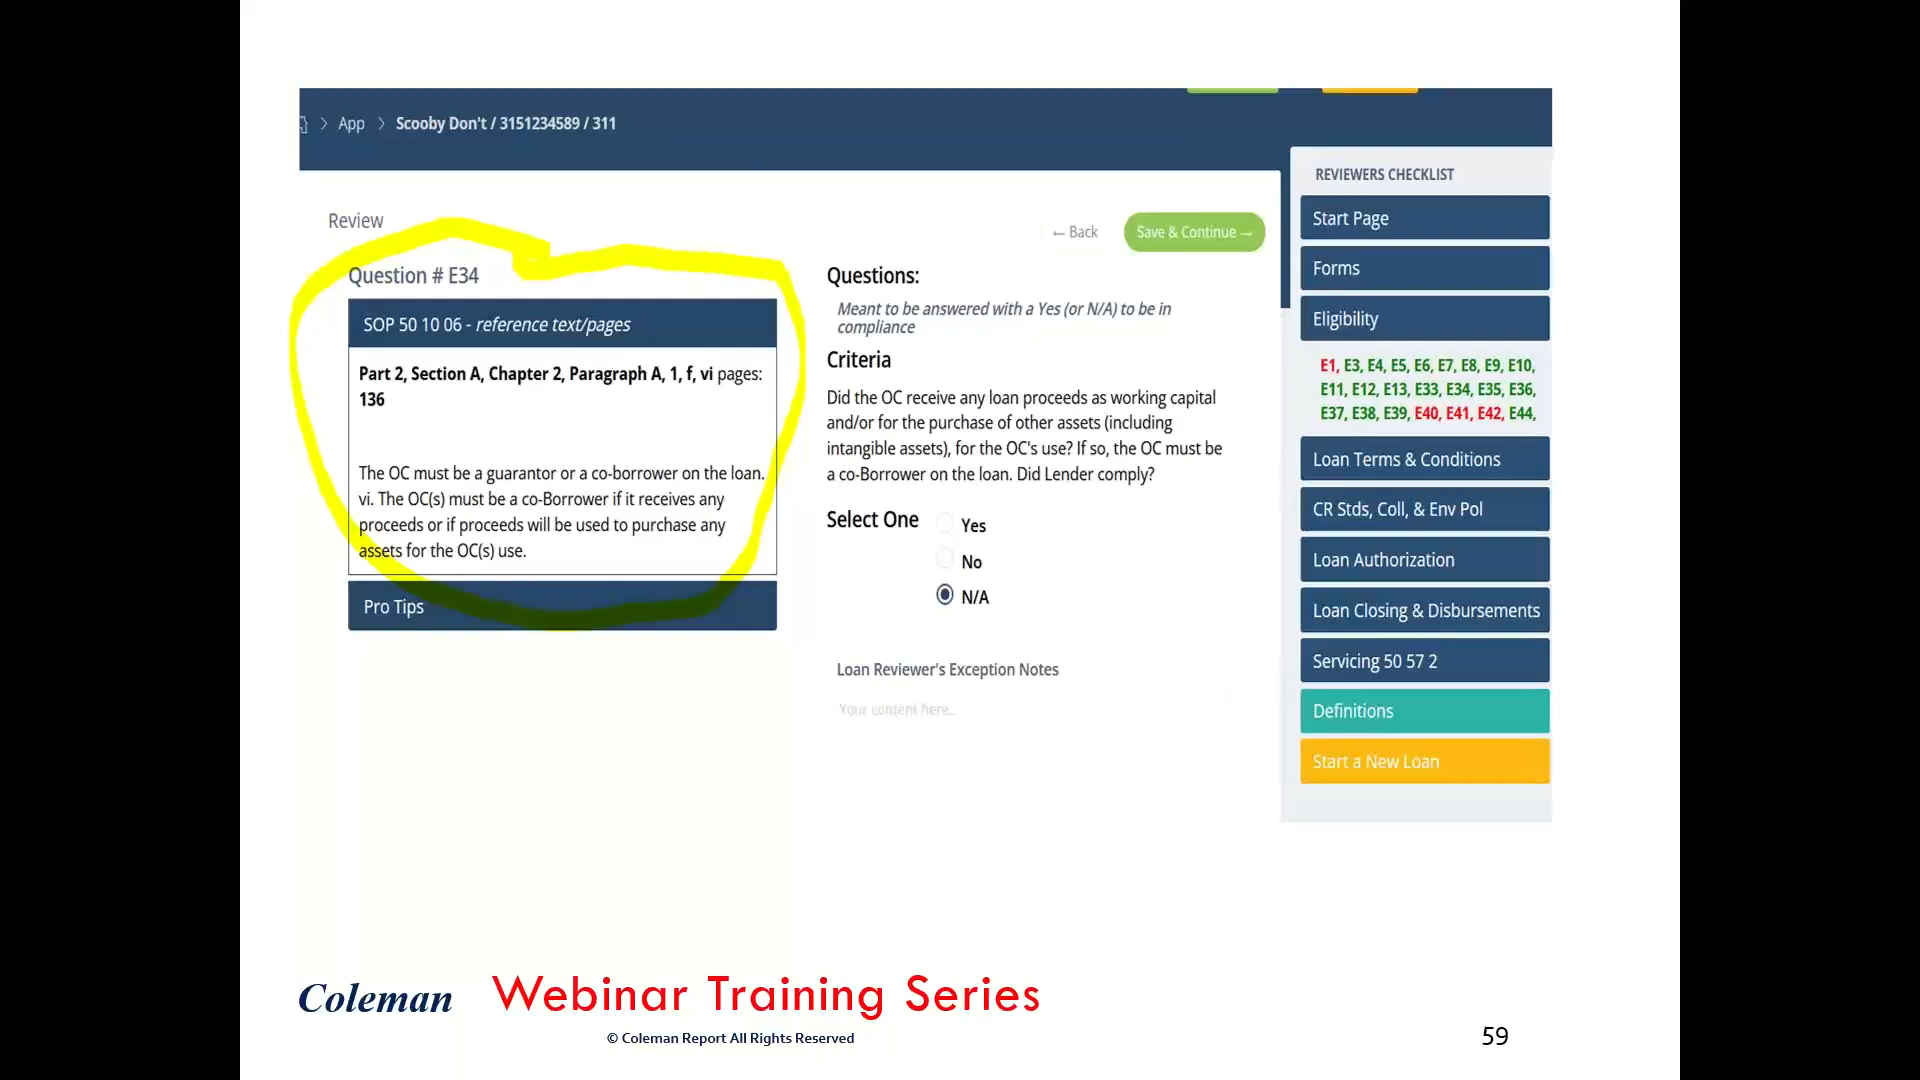 App > Scooby Don't / 3151234589 / 311
Review
← Back
Save & Continue →
Question # E34
SOP 50 10 06 - reference text/pages
Part 2, Section A, Chapter 2, Paragraph A, 1, f, vi pages:
136
The OC must be a guarantor or a co-borrower on the loan.
vi. The OC(s) must be a co-Borrower if it receives any
proceeds or if proceeds will be used to purchase any
assets for the OC(s) use.
Pro Tips
Questions:
Meant to be answered with a Yes (or N/A) to be in
compliance
Criteria
Did the OC receive any loan proceeds as working capital
and/or for the purchase of other assets (including
intangible assets), for the OC's use? If so, the OC must be
a co-Borrower on the loan. Did Lender comply?
Select One
Yes
No
N/A
Loan Reviewer's Exception Notes
Your content here...
REVIEWERS CHECKLIST
Start Page
Forms
Eligibility
E1, E3, E4, E5, E6, E7, E8, E9, E10,
E11, E12, E13, E33, E34, E35, E36,
E37, E38, E39, E40, E41, E42, E44,
Loan Terms & Conditions
CR Stds, Coll, & Env Pol
Loan Authorization
Loan Closing & Disbursements
Servicing 50 57 2
Definitions
Start a New Loan
Coleman Webinar Training Series
© Coleman Report All Rights Reserved
59